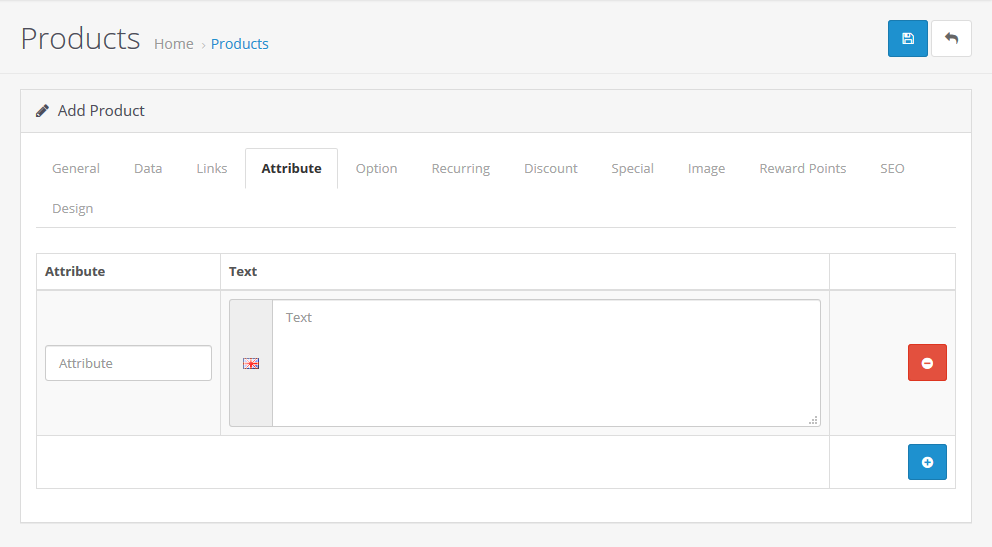 Products Home › Products
Add Product
General Data Links Attribute Option Recurring Discount Special Image Reward Points SEO
Design
Attribute Text
Text
Attribute